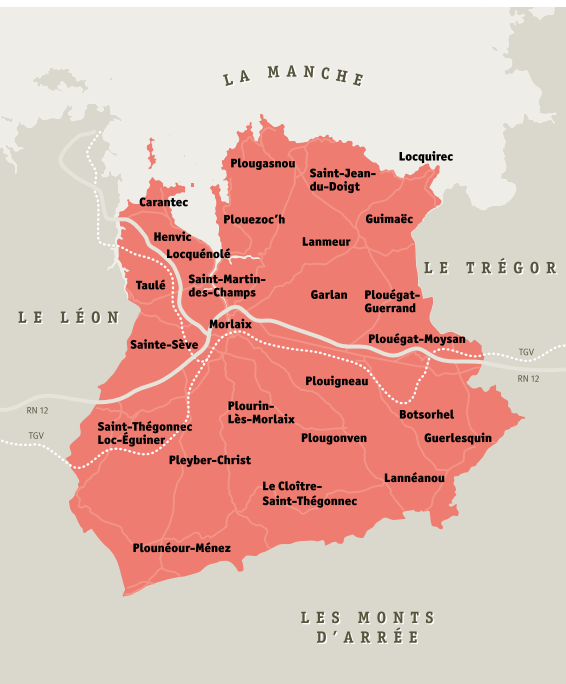 LA MANCHE
Locquirec
Plougasnou
Saint-Jean-
du-Doigt
Carantec
Plouezoc'h
Guimaëc
Henvic
Lanmeur
Locquénolé
LE TRÉGOR
Taulé
Saint-Martin-
des-Champs
Garlan
Plouégat-
Guerrand
LE LÉON
Morlaix
Plouégat-Moysan
Sainte-Sève
TGV
RN 12
Plouigneau
RN 12
Plourin-
Lès-Morlaix
Botsorhel
Saint-Thégonnec
Loc-Éguiner
TGV
Plougonven
Guerlesquin
Pleyber-Christ
Lannéanou
Le Cloître-
Saint-Thégonnec
Plounéour-Ménez
LES MONTS
D'ARRÉE